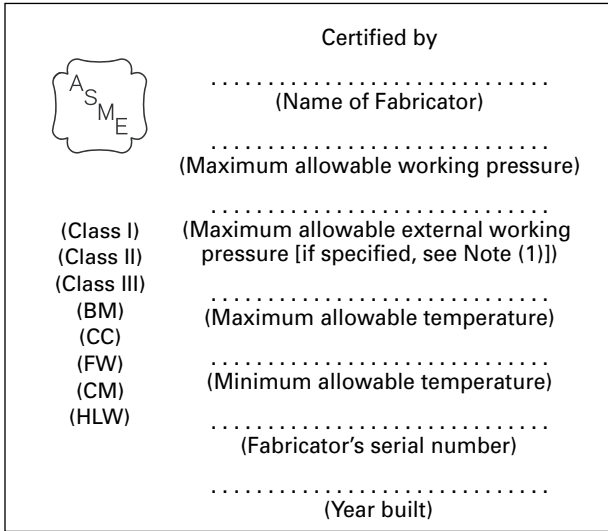 Certified by
A
S
M
E
. . . . . . . . . . . . . . . . . . . . . . . . . . . . . .
(Name of Fabricator)
. . . . . . . . . . . . . . . . . . . . . . . . . . . . . .
(Maximum allowable working pressure)
. . . . . . . . . . . . . . . . . . . . . . . . . . . . . .
(Maximum allowable external working
pressure [if specified, see Note (1)])
. . . . . . . . . . . . . . . . . . . . . . . . . . . . . .
(Maximum allowable temperature)
. . . . . . . . . . . . . . . . . . . . . . . . . . . . . .
(Minimum allowable temperature)
. . . . . . . . . . . . . . . . . . . . . . . . . . . . . .
(Fabricator’s serial number)
. . . . . . . . . . . . . . . . . . . . . . . . . . . . . .
(Year built)
(Class I)
(Class II)
(Class III)
(BM)
(CC)
(FW)
(CM)
(HLW)